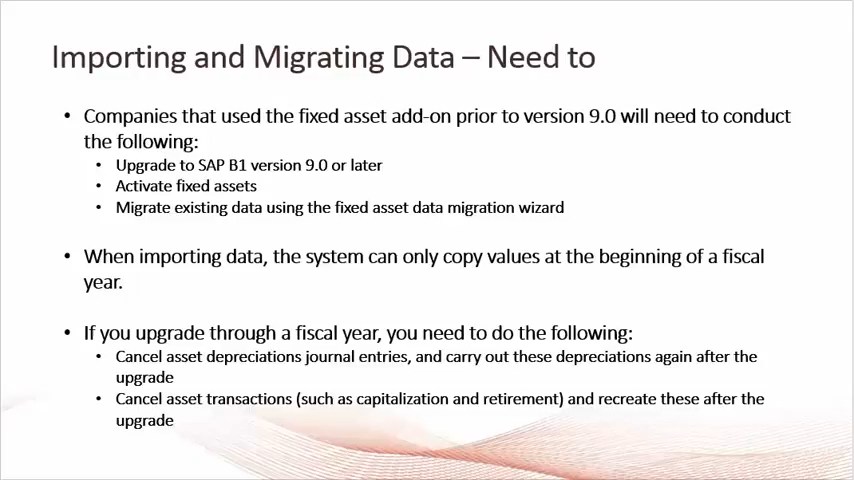 Importing and Migrating Data – Need to
• Companies that used the fixed asset add-on prior to version 9.0 will need to conduct
the following:
• Upgrade to SAP B1 version 9.0 or later
• Activate fixed assets
• Migrate existing data using the fixed asset data migration wizard
• When importing data, the system can only copy values at the beginning of a fiscal
year.
• If you upgrade through a fiscal year, you need to do the following:
• Cancel asset depreciations journal entries, and carry out these depreciations again after the
upgrade
• Cancel asset transactions (such as capitalization and retirement) and recreate these after the
upgrade